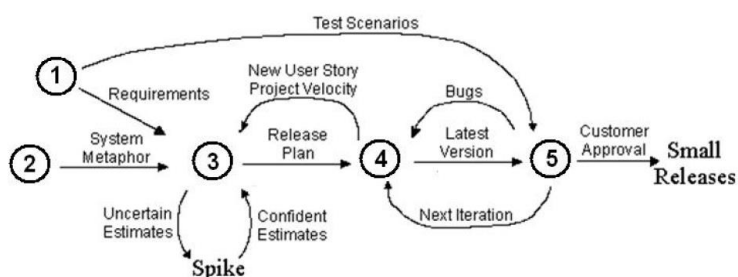 Test Scenarios
1
New User Story
Project Velocity
Bugs
Requirements
System
Metaphor
Release
Plan
Latest
Version
Customer
Approval
2
3
4
5
Small
Releases
Uncertain
Estimates
Confident
Estimates
Next Iteration
Spike